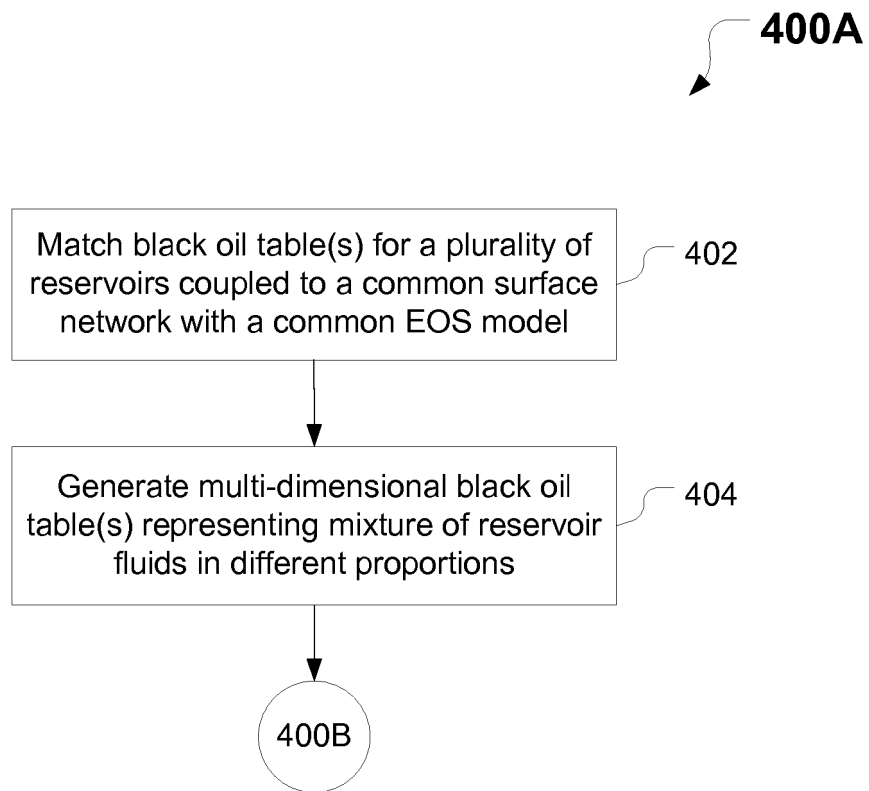 400A
Match black oil table(s) for a plurality of
reservoirs coupled to a common surface
network with a common EOS model
402
Generate multi-dimensional black oil
table(s) representing mixture of reservoir
fluids in different proportions
404
400B